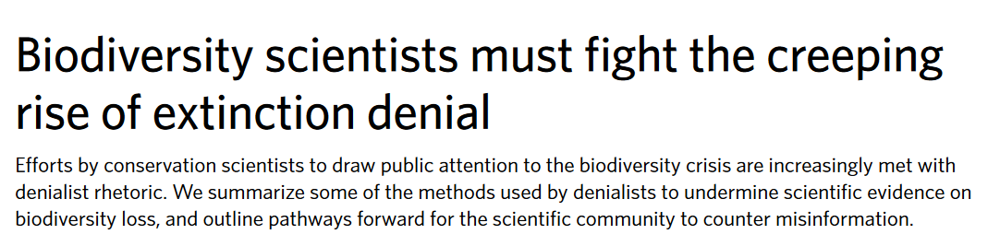 Biodiversity scientists must fight the creeping
rise of extinction denial
Efforts by conservation scientists to draw public attention to the biodiversity crisis are increasingly met with
denialist rhetoric. We summarize some of the methods used by denialists to undermine scientific evidence on
biodiversity loss, and outline pathways forward for the scientific community to counter misinformation.